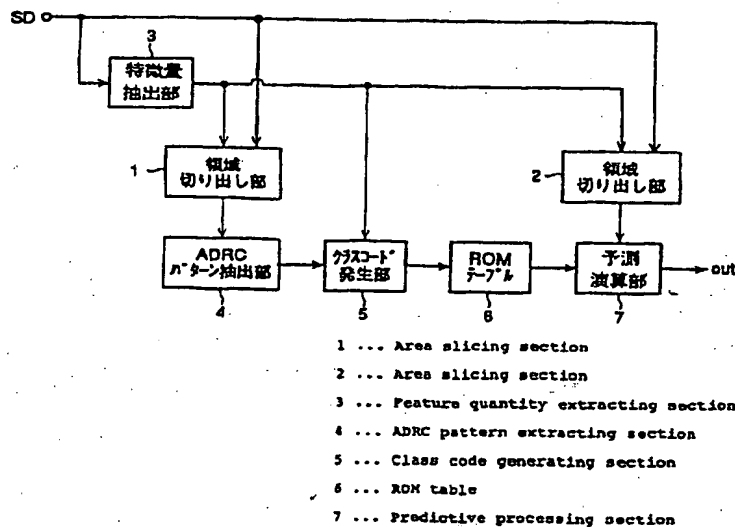 SD
3
特徴量
抽出部
1
領域
切り出し部
2
領域
切り出し部
ADRC
パターン抽出部
4
クラスコード
発生部
5
ROM
テーブル
6
予測
演算部
7
out
1 ... Area slicing section
2 ... Area slicing section
3 ... Feature quantity extracting section
4 ... ADRC pattern extracting section
5 ... Class code generating section
6 ... ROM table
7 ... Predictive processing section